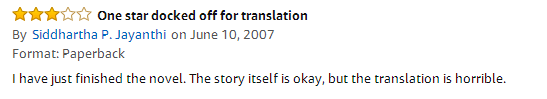 One star docked off for translation
By Siddhartha P. Jayanthi on June 10, 2007
Format: Paperback
I have just finished the novel. The story itself is okay, but the translation is horrible.